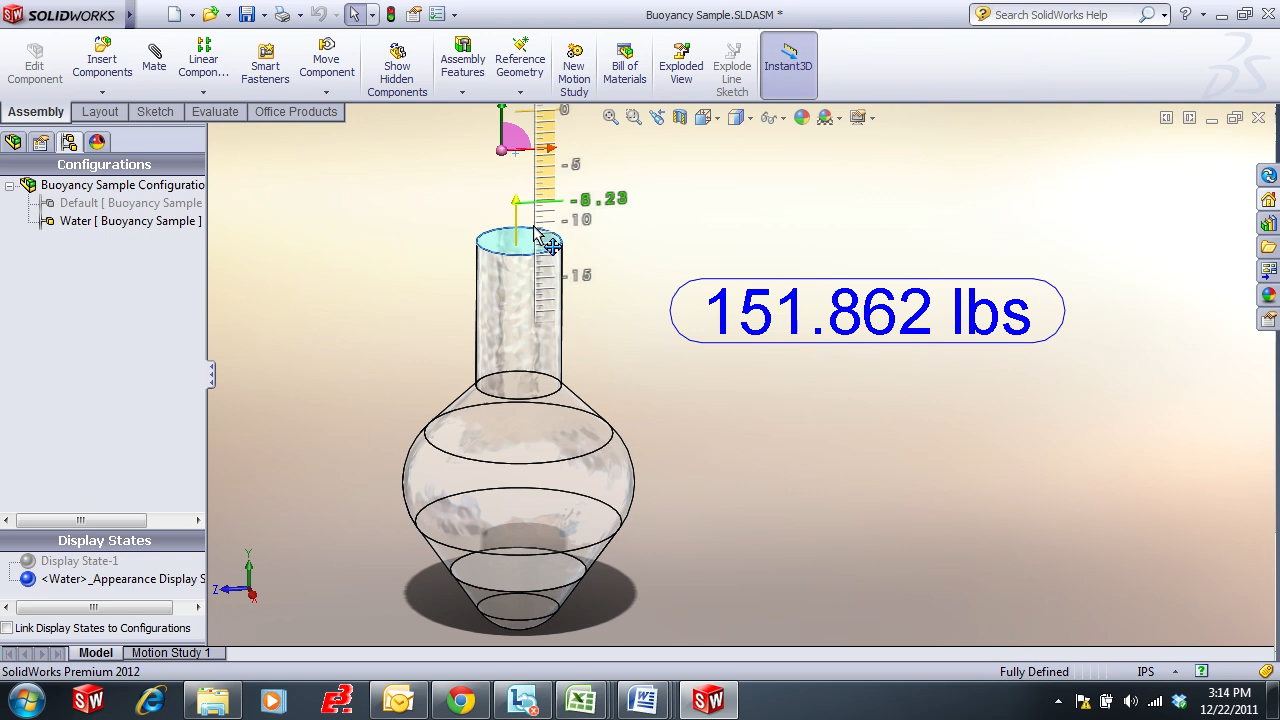 SOLIDWORKS
Buoyancy Sample.SLDASM *
Search SolidWorks Help
Edit Component
Insert Components
Mate
Linear Compon...
Smart Fasteners
Move Component
Show Hidden Components
Assembly Features
Reference Geometry
New Motion Study
Bill of Materials
Exploded View
Explode Line Sketch
Instant3D
Assembly
Layout
Sketch
Evaluate
Office Products
Configurations
Buoyancy Sample Configuratio
Default [ Buoyancy Sample
Water [ Buoyancy Sample ]
0
-5
-8.23
-10
-15
151.862 lbs
Display States
Display State-1
<Water>_Appearance Display S
Link Display States to Configurations
Y
Z
X
Model
Motion Study 1
SolidWorks Premium 2012
Fully Defined
IPS
3:14 PM
12/22/2011